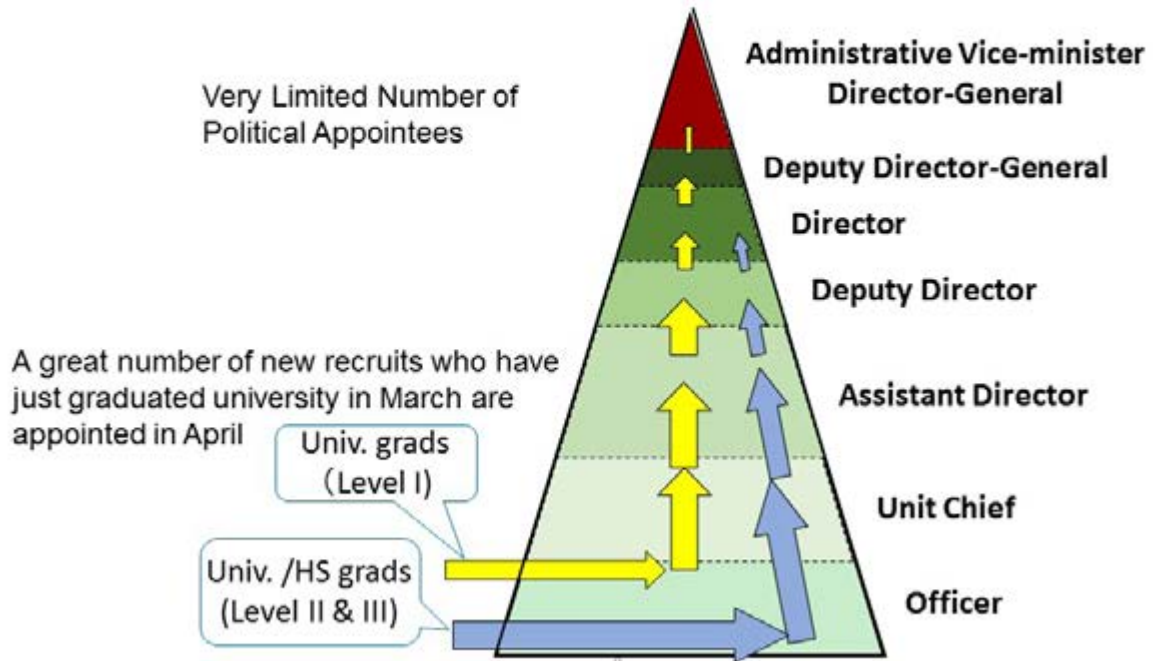 Administrative Vice-minister
Director-General
Very Limited Number of
Political Appointees
Deputy Director-General
Director
Deputy Director
A great number of new recruits who have
just graduated university in March are
appointed in April
Assistant Director
Univ. grads
（Level I)
Unit Chief
Univ. /HS grads
(Level II & III)
Officer